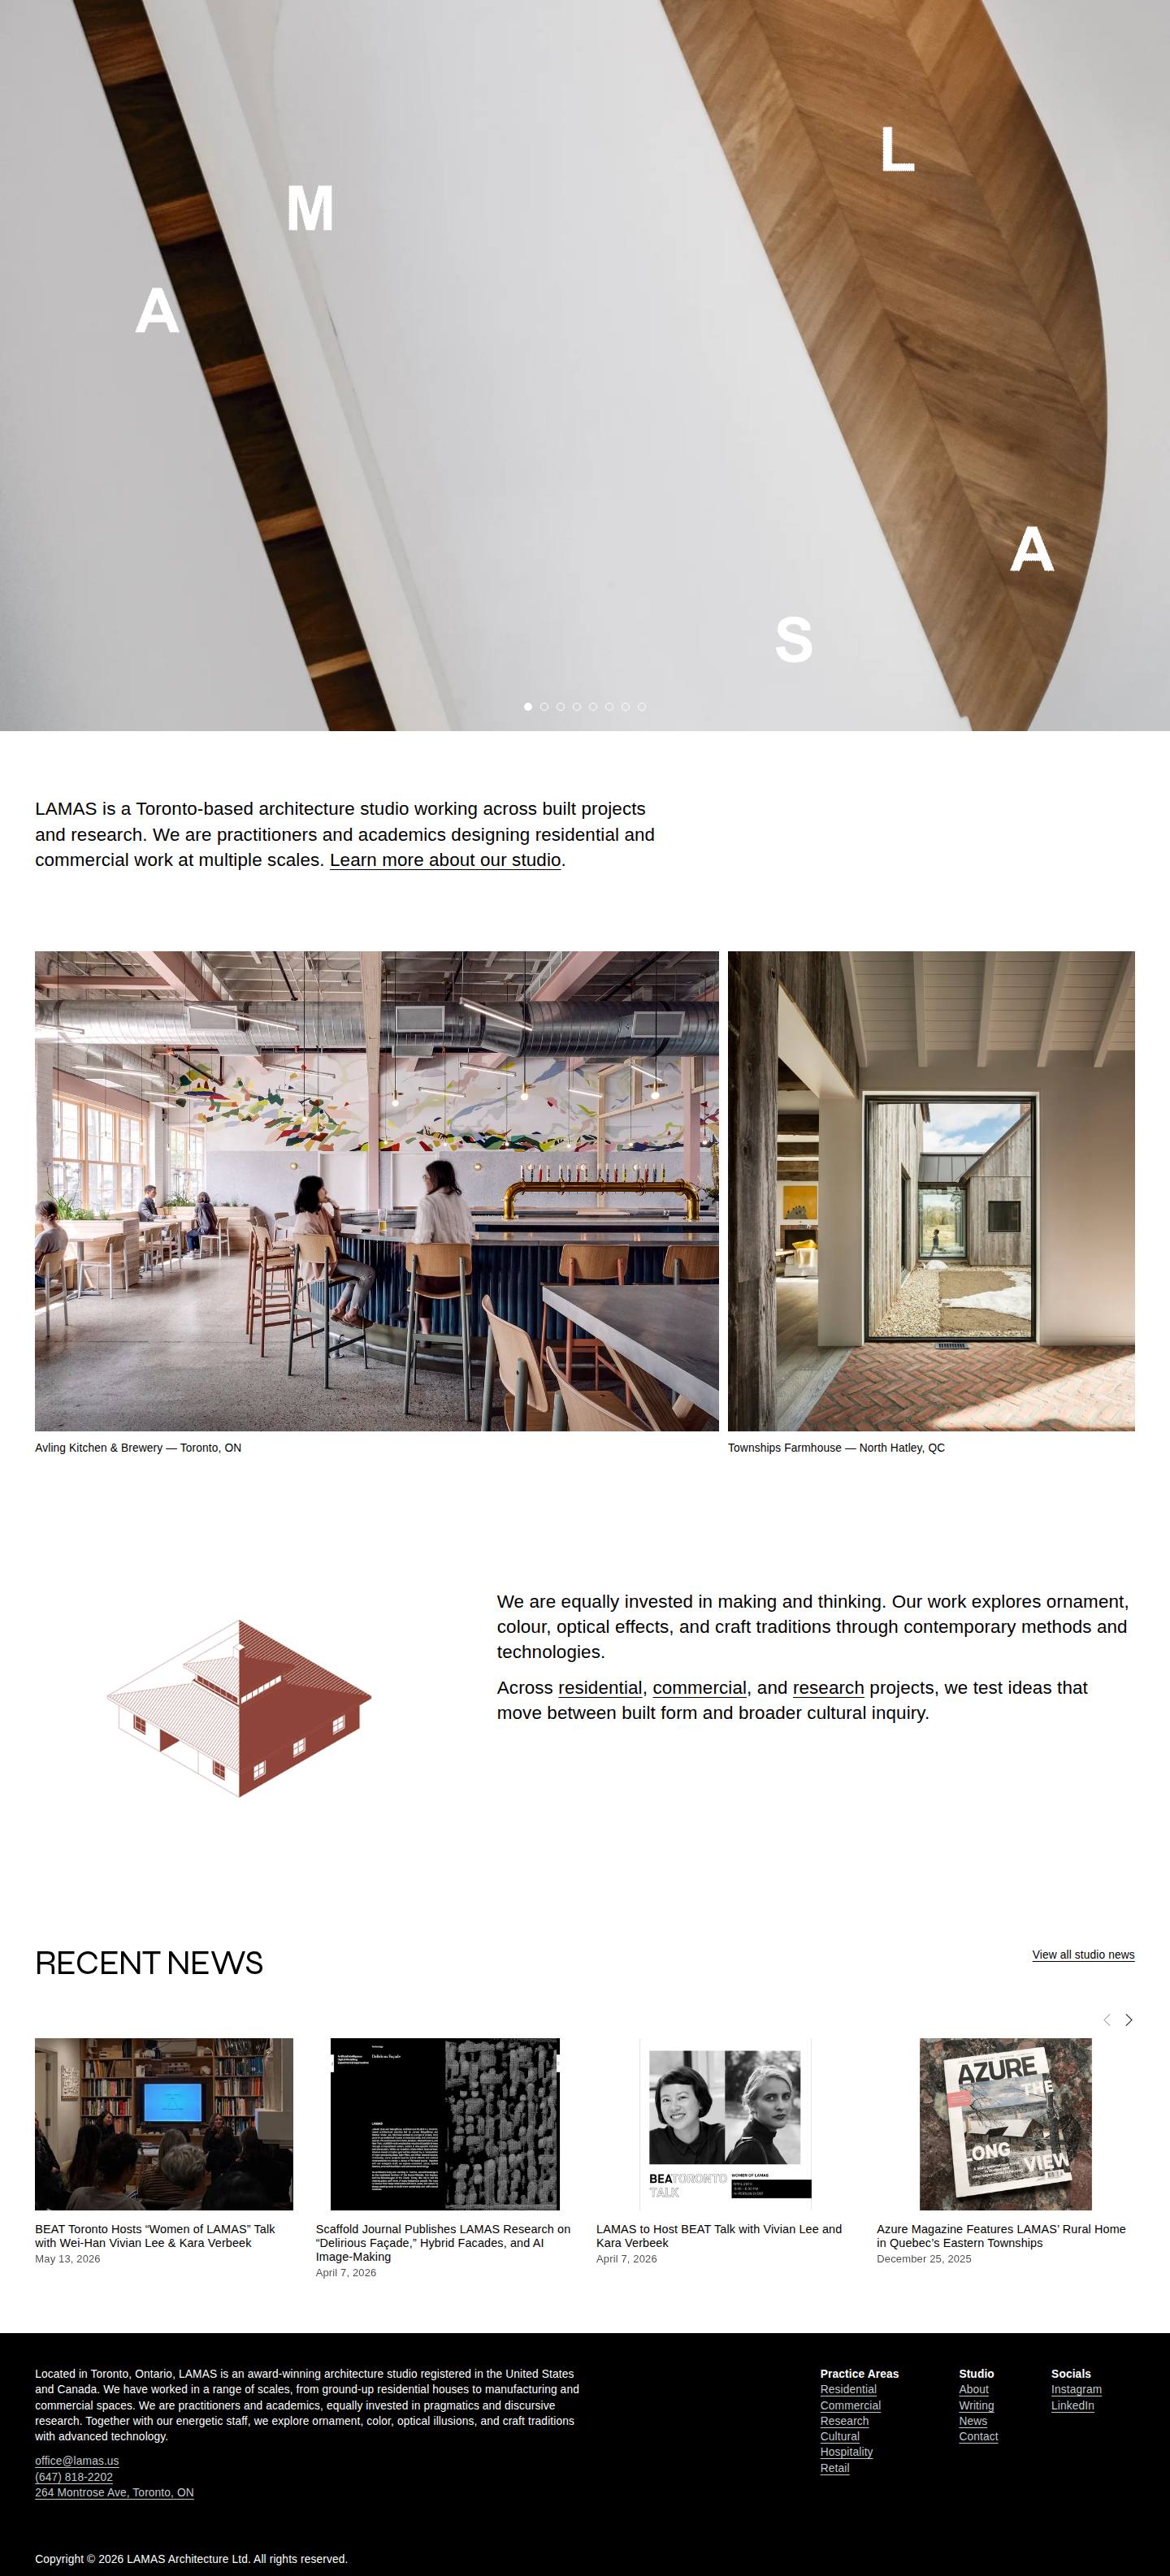 L
M
A
A
S
LAMAS is a Toronto-based architecture studio working across built projects
and research. We are practitioners and academics designing residential and
commercial work at multiple scales. Learn more about our studio.
Avling Kitchen & Brewery — Toronto, ON
Townships Farmhouse — North Hatley, QC
We are equally invested in making and thinking. Our work explores ornament,
colour, optical effects, and craft traditions through contemporary methods and
technologies.
Across residential, commercial, and research projects, we test ideas that
move between built form and broader cultural inquiry.
RECENT NEWS
View all studio news
Delirious Façade
LAMAS
BEATORONTO
TALK
WOMEN OF LAMAS
AZURE
THE
LONG
VIEW
BEAT Toronto Hosts “Women of LAMAS” Talk
with Wei-Han Vivian Lee & Kara Verbeek
May 13, 2026
Scaffold Journal Publishes LAMAS Research on
“Delirious Façade,” Hybrid Facades, and AI
Image-Making
April 7, 2026
LAMAS to Host BEAT Talk with Vivian Lee and
Kara Verbeek
April 7, 2026
Azure Magazine Features LAMAS’ Rural Home
in Quebec’s Eastern Townships
December 25, 2025
Located in Toronto, Ontario, LAMAS is an award-winning architecture studio registered in the United States
and Canada. We have worked in a range of scales, from ground-up residential houses to manufacturing and
commercial spaces. We are practitioners and academics, equally invested in pragmatics and discursive
research. Together with our energetic staff, we explore ornament, color, optical illusions, and craft traditions
with advanced technology.
office@lamas.us
(647) 818-2202
264 Montrose Ave, Toronto, ON
Practice Areas
Residential
Commercial
Research
Cultural
Hospitality
Retail
Studio
About
Writing
News
Contact
Socials
Instagram
LinkedIn
Copyright © 2026 LAMAS Architecture Ltd. All rights reserved.